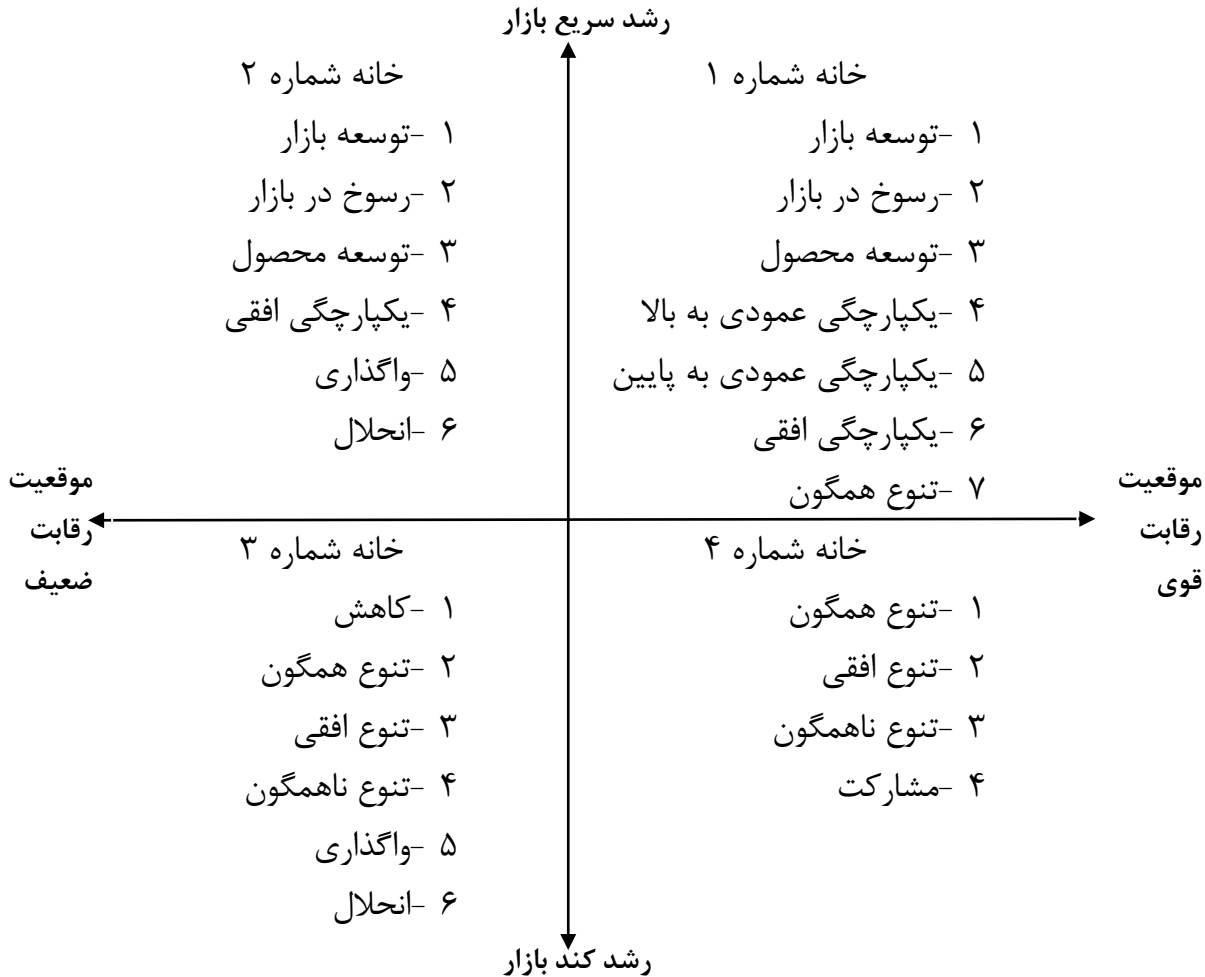 رشد سریع بازار
خانه شماره ۱
۱ -توسعه بازار
۲ -رسوخ در بازار
۳ -توسعه محصول
۴ -یکپارچگی عمودی به بالا
۵ -یکپارچگی عمودی به پایین
۶ -یکپارچگی افقی
۷ -تنوع همگون
خانه شماره ۲
۱ -توسعه بازار
۲ -رسوخ در بازار
۳ -توسعه محصول
۴ -یکپارچگی افقی
۵ -واگذاری
۶ -انحلال
موقعیت
رقابت
قوی
موقعیت
رقابت
ضعیف
خانه شماره ۴
۱ -تنوع همگون
۲ -تنوع افقی
۳ -تنوع ناهمگون
۴ -مشارکت
خانه شماره ۳
۱ -کاهش
۲ -تنوع همگون
۳ -تنوع افقی
۴ -تنوع ناهمگون
۵ -واگذاری
۶ -انحلال
رشد کند بازار